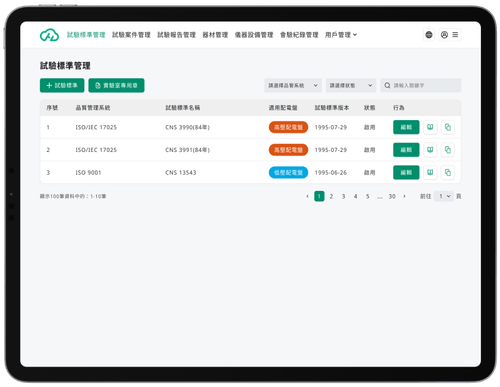 試驗標準管理 試驗案件管理 試驗報告管理 器材管理 儀器設備管理 會驗紀錄管理 用戶管理
試驗標準管理
+ 試驗標準 實驗室專用章 請選擇品管系統 請選擇狀態 請輸入關鍵字
序號 品質管理系統 試驗標準名稱 適用配電盤 試驗標準版本 狀態 行為
1 ISO/IEC 17025 CNS 3990(84年) 高壓配電盤 1995-07-29 啟用 編輯
2 ISO/IEC 17025 CNS 3991(84年) 高壓配電盤 1995-07-29 啟用 編輯
3 ISO 9001 CNS 13543 低壓配電盤 1995-06-26 啟用 編輯
顯示100筆資料中的：1-10筆 1 2 3 4 5 ... 30 前往 1 頁